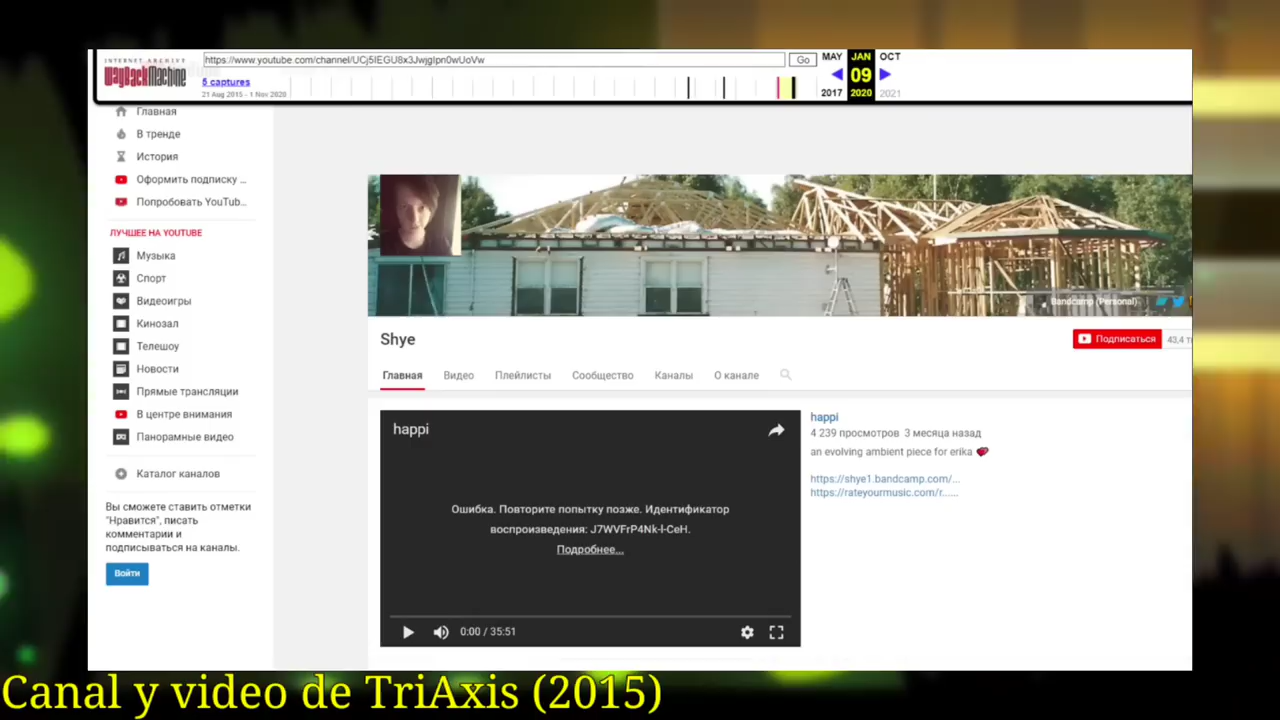 INTERNET ARCHIVE
WayBackMachine
https://www.youtube.com/channel/UCj5IEGU8x3JwjgIpn0wUoVw
Go
MAY JAN OCT
5 captures
09
21 Aug 2015 - 1 Nov 2020
2017 2020 2021
Главная
В тренде
История
Оформить подписку ...
Попробовать YouTub...
ЛУЧШЕЕ НА YOUTUBE
Музыка
Спорт
Видеоигры
Кинозал
Телешоу
Новости
Прямые трансляции
В центре внимания
Панорамные видео
Каталог каналов
Вы сможете ставить отметки
"Нравится", писать
комментарии и
подписываться на каналы.
Войти
Bandcamp (Personal)
Shye
Подписаться
43,4 т
Главная Видео Плейлисты Сообщество Каналы О канале
happi
Ошибка. Повторите попытку позже. Идентификатор
воспроизведения: J7WVFrP4Nk-l-CeH.
Подробнее...
0:00 / 35:51
happi
4 239 просмотров 3 месяца назад
an evolving ambient piece for erika
https://shye1.bandcamp.com/...
https://rateyourmusic.com/r......
Canal y video de TriAxis (2015)